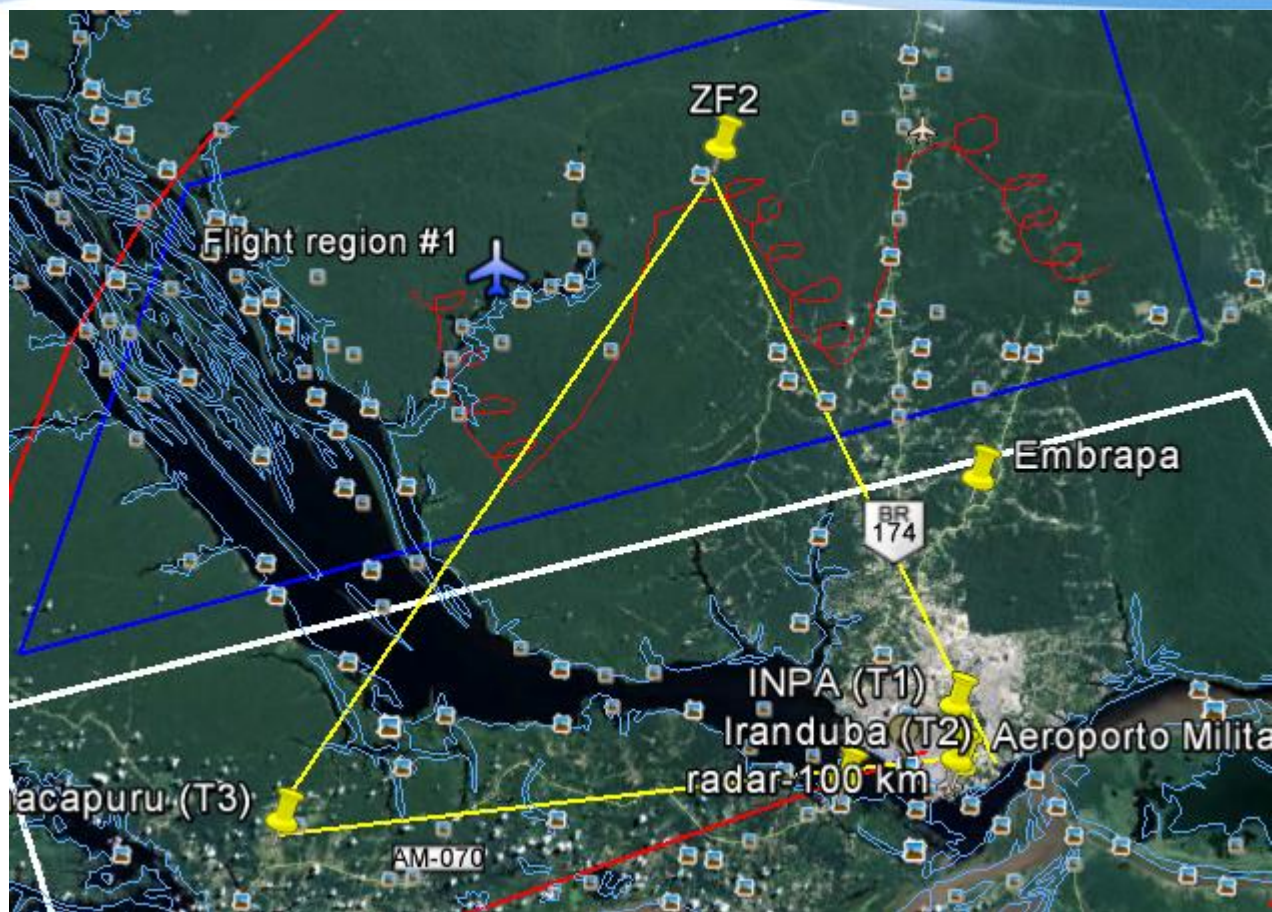 ZF2
Flight region #1
Embrapa
BR
174
INPA (T1)
Iranduba (T2)
Aeroporto Milita
radar-100 km
nacapuru (T3)
AM-070